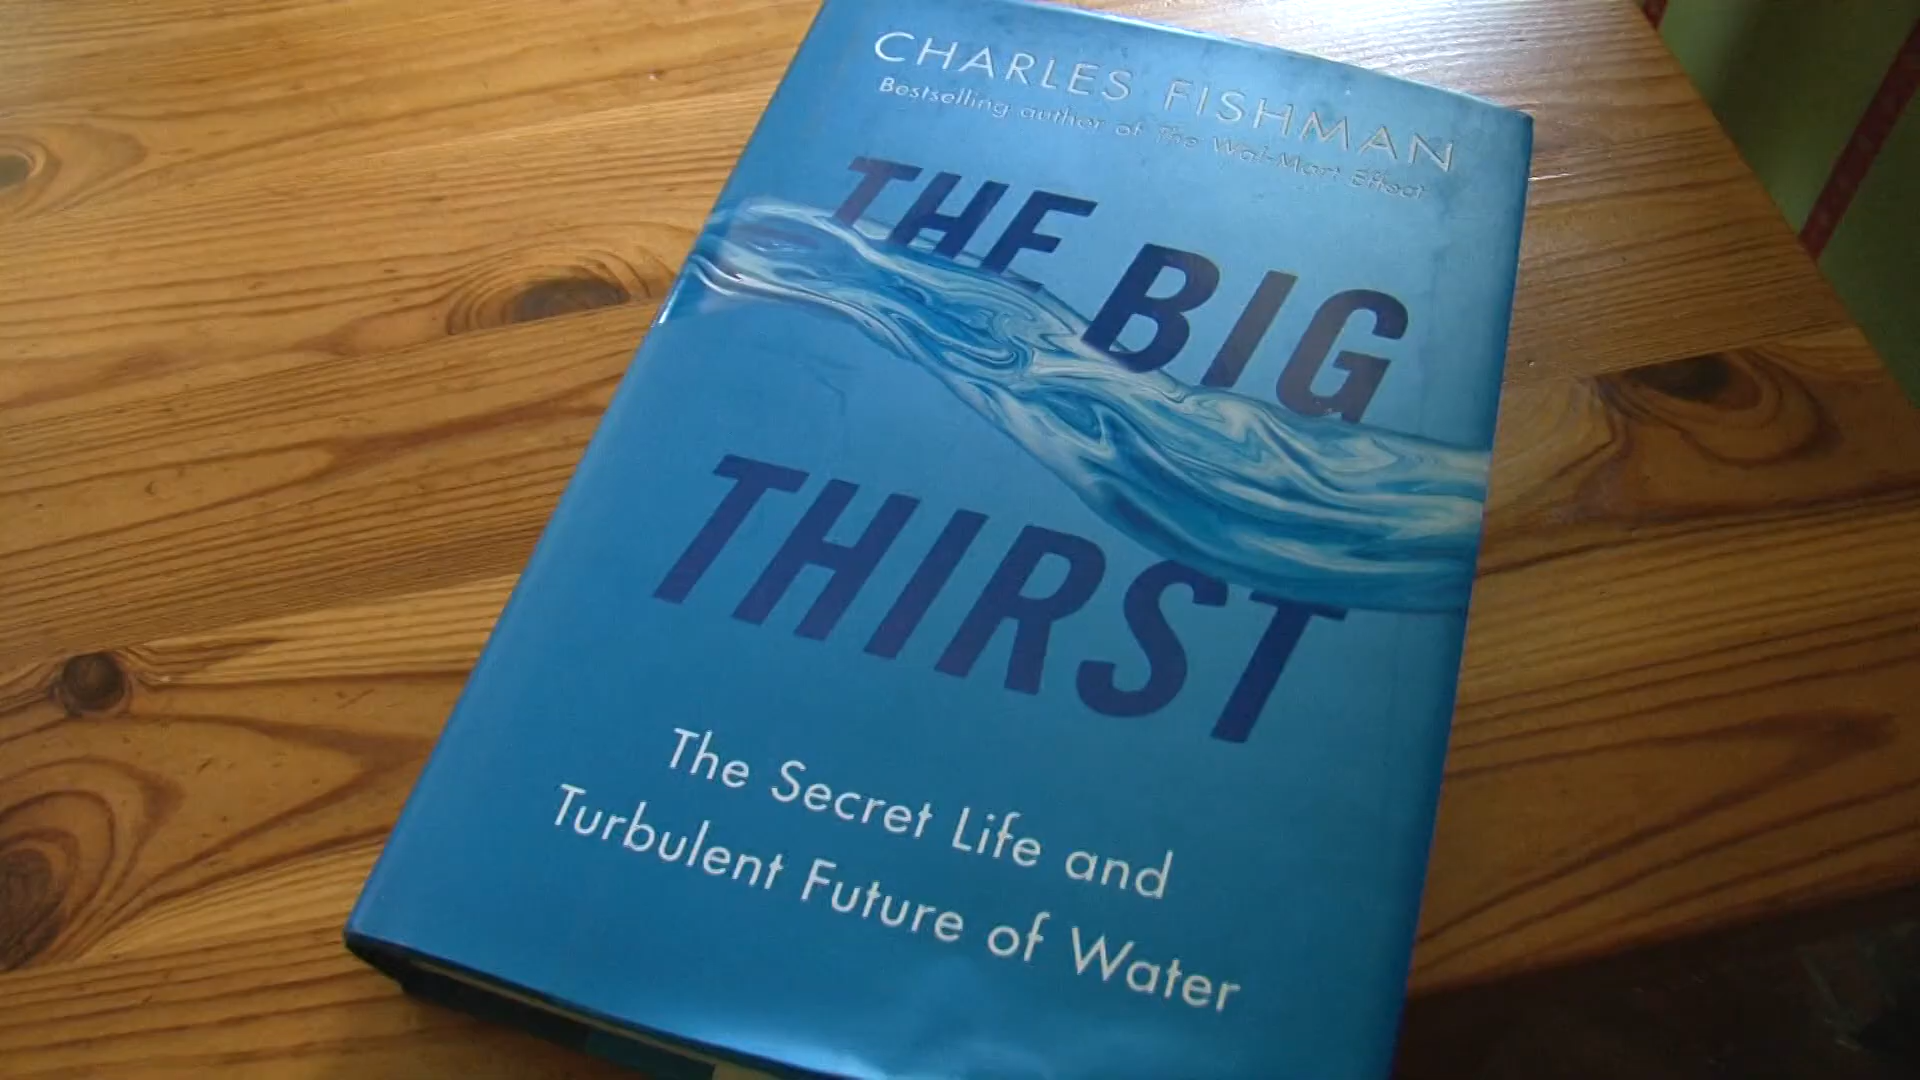 CHARLES FISHMAN
Bestselling author of The Wal-Mart Effect
THE BIG
THIRST
The Secret Life and
Turbulent Future of Water